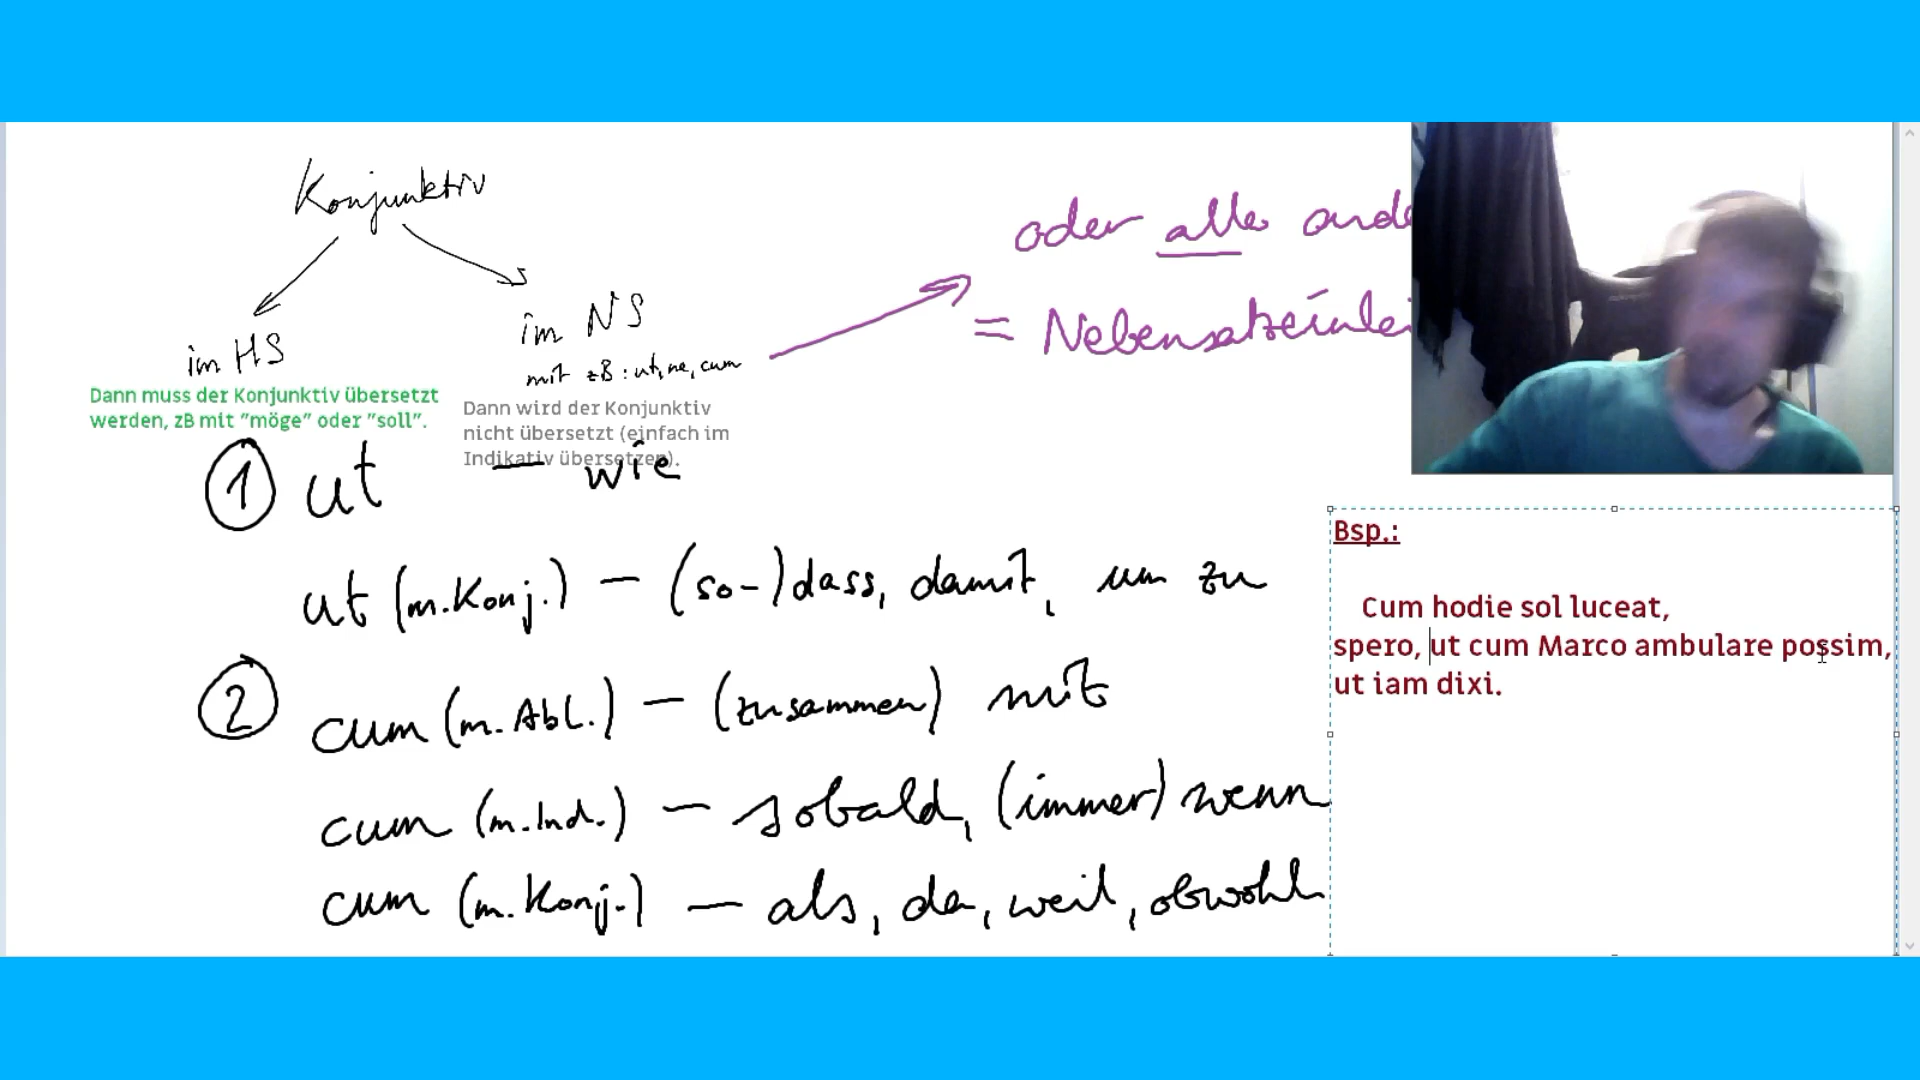 Konjunktiv
im HS
Dann muss der Konjunktiv übersetzt
werden, zB mit "möge" oder "soll".
im NS
mit zB: ut, ne, cum
Dann wird der Konjunktiv
nicht übersetzt (einfach im
Indikativ übersetzen).
oder alle
= 
① ut — wie
ut (m. Konj.) — (so-)dass, damit, um zu
② cum (m. Abl.) — (zusammen) mit
cum (m. Ind.) — sobald, (immer) wenn
cum (m. Konj.) — als, da, weil, obwohl
Bsp.:
Cum hodie sol luceat,
spero, ut cum Marco ambulare possim,
ut iam dixi.